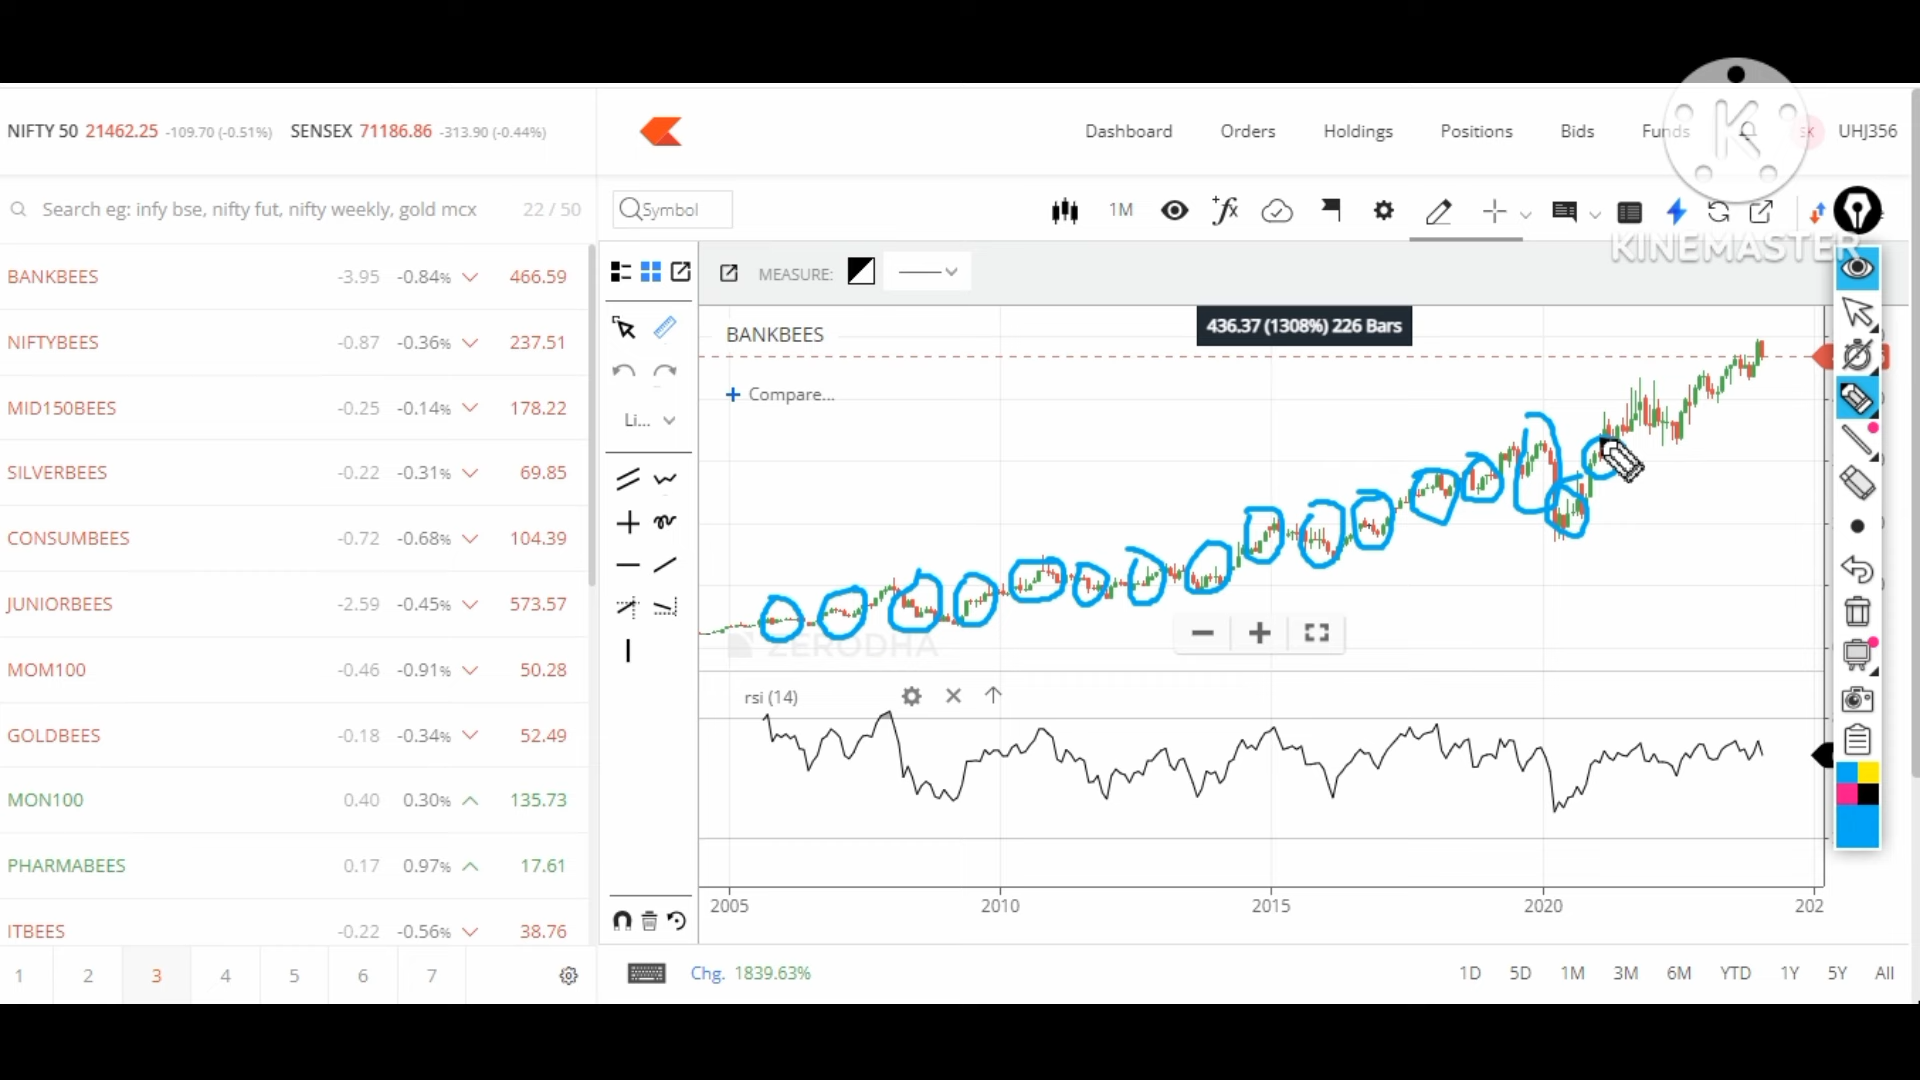 NIFTY 50 21462.25 -109.70 (-0.51%) SENSEX 71186.86 -313.90 (-0.44%)
Dashboard Orders Holdings Positions Bids Funds SK UHJ356
Search eg: infy bse, nifty fut, nifty weekly, gold mcx 22 / 50
Symbol 1M
KINEMASTER
BANKBEES -3.95 -0.84% 466.59
NIFTYBEES -0.87 -0.36% 237.51
MID150BEES -0.25 -0.14% 178.22
SILVERBEES -0.22 -0.31% 69.85
CONSUMBEES -0.72 -0.68% 104.39
JUNIORBEES -2.59 -0.45% 573.57
MOM100 -0.46 -0.91% 50.28
GOLDBEES -0.18 -0.34% 52.49
MON100 0.40 0.30% 135.73
PHARMABEES 0.17 0.97% 17.61
ITBEES -0.22 -0.56% 38.76
1 2 3 4 5 6 7
MEASURE:
436.37 (1308%) 226 Bars
BANKBEES
+ Compare...
Li...
ZERODHA
rsi (14)
2005 2010 2015 2020 202
Chg. 1839.63%
1D 5D 1M 3M 6M YTD 1Y 5Y All